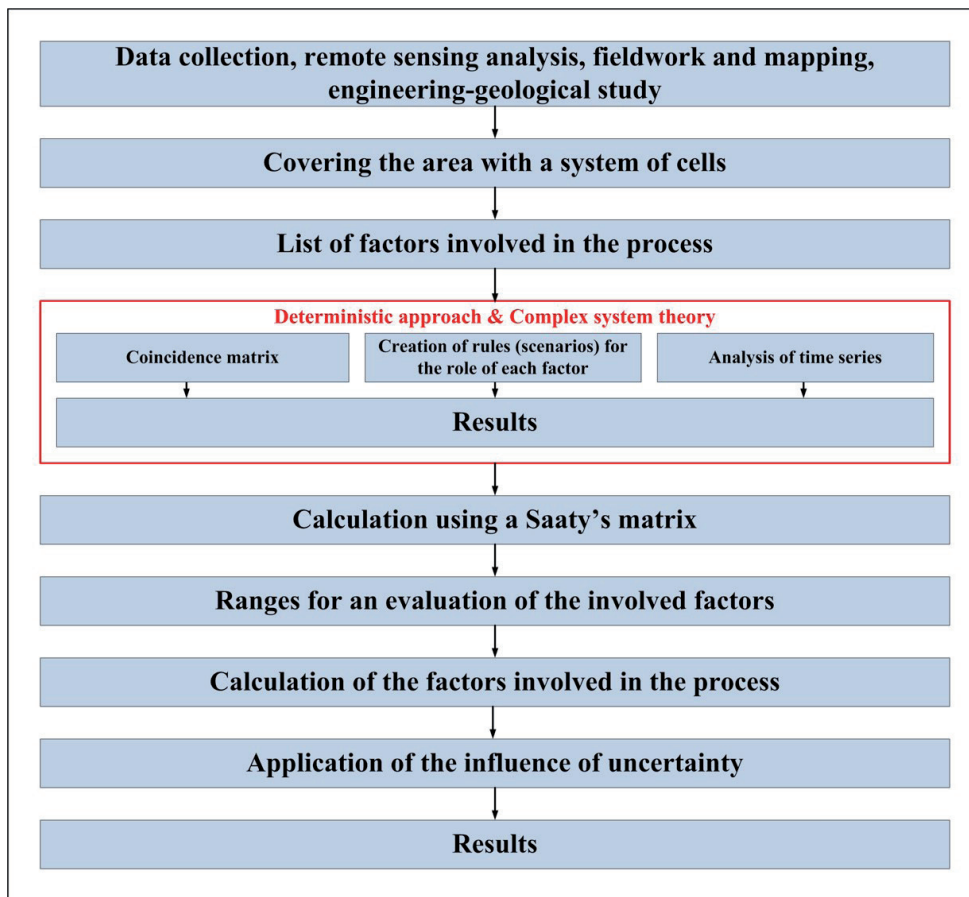 Data collection, remote sensing analysis, fieldwork and mapping,
engineering-geological study
Covering the area with a system of cells
List of factors involved in the process
Deterministic approach & Complex system theory
Coincidence matrix
Creation of rules (scenarios) for
the role of each factor
Analysis of time series
Results
Calculation using a Saaty’s matrix
Ranges for an evaluation of the involved factors
Calculation of the factors involved in the process
Application of the influence of uncertainty
Results